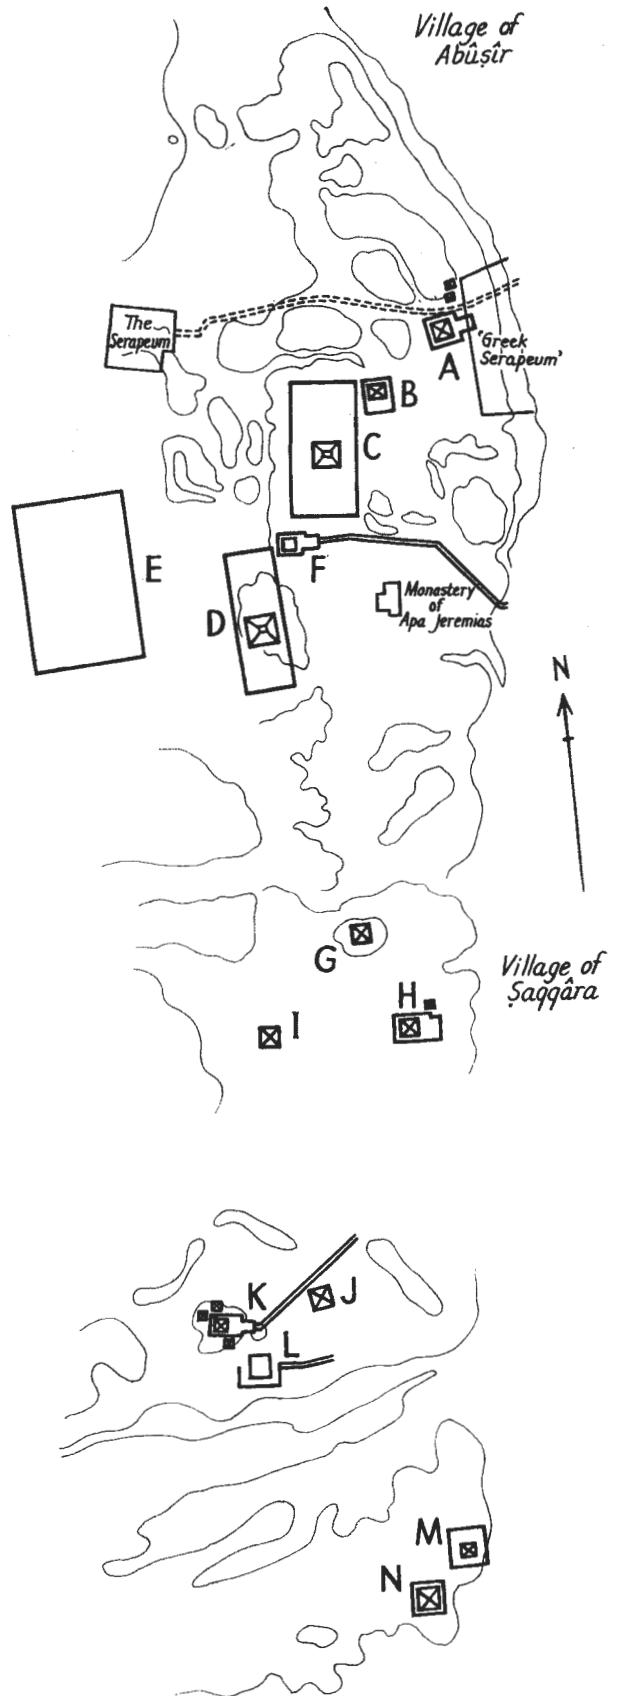 Village of
Abûṣîr
The
Serapeum
'Greek
Serapeum'
A
B
C
E
F
D
Monastery
of
Apa Jeremias
N
G
Village of
Ṣaqqâra
H
I
K
J
L
M
N